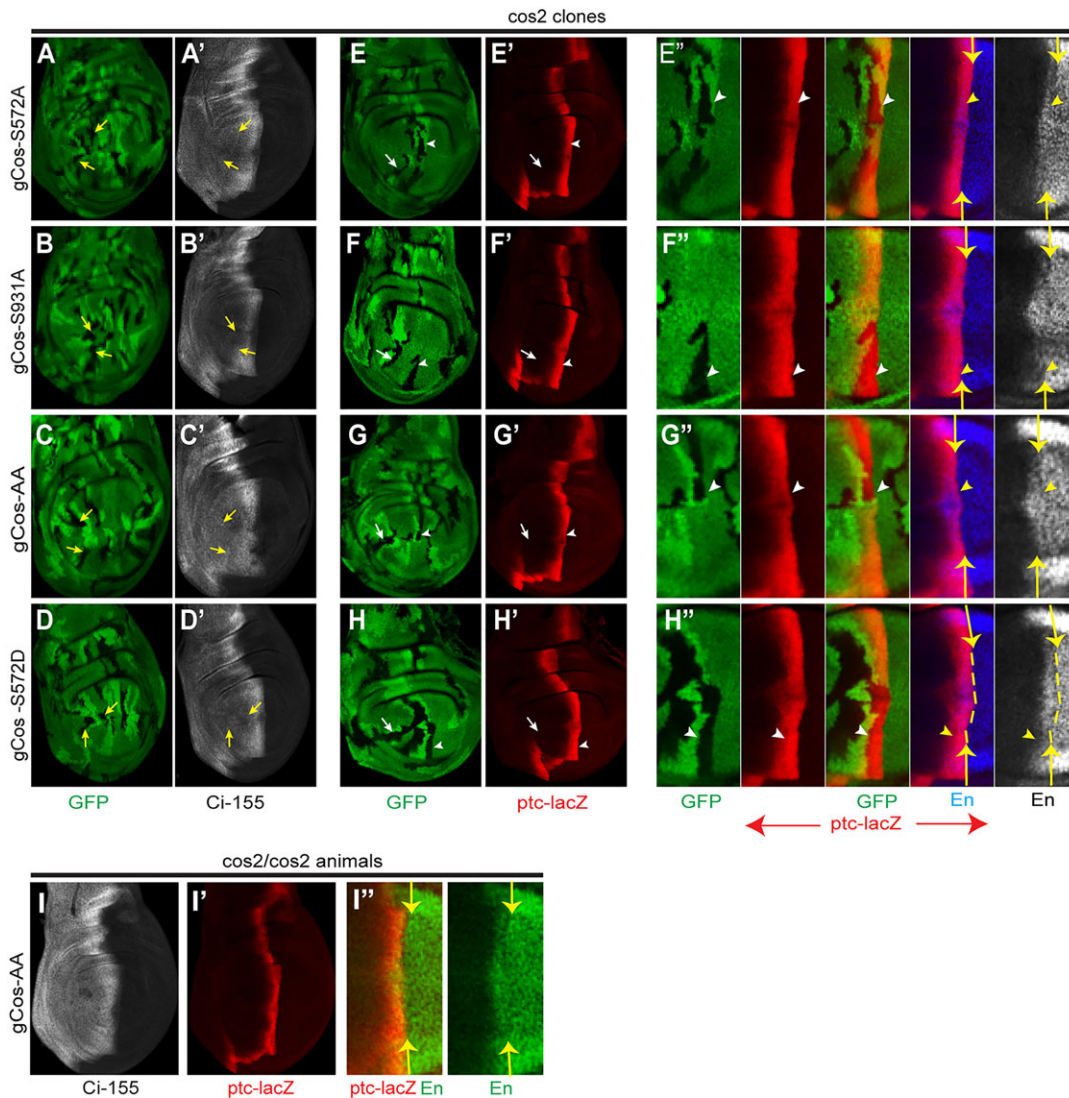 cos2 clones
A A' E E' E"
gCos-S572A
B B' F F' F"
gCos-S931A
C C' G G' G"
gCos-AA
D D' H H' H"
gCos -S572D
GFP Ci-155 GFP ptc-lacZ GFP GFP En En
ptc-lacZ
cos2/cos2 animals
I I' I"
gCos-AA
Ci-155 ptc-lacZ ptc-lacZ En En